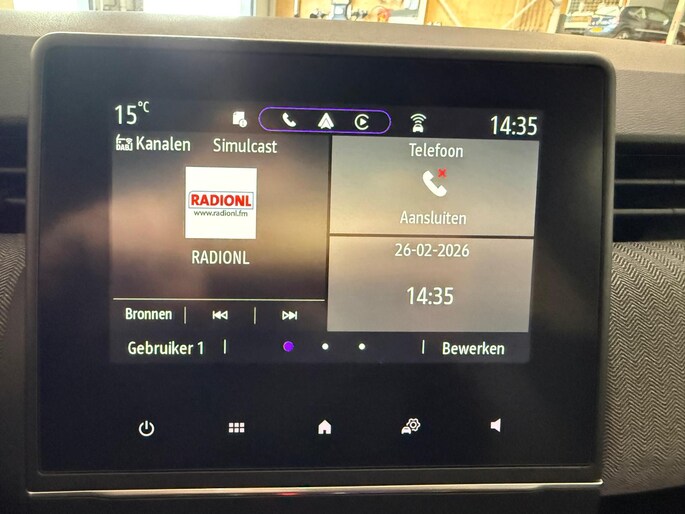 15°C
14:35
DAB) Kanalen
Simulcast
RADIONL
www.radionl.fm
RADIONL
Bronnen
Telefoon
Aansluiten
26-02-2026
14:35
Gebruiker 1
Bewerken